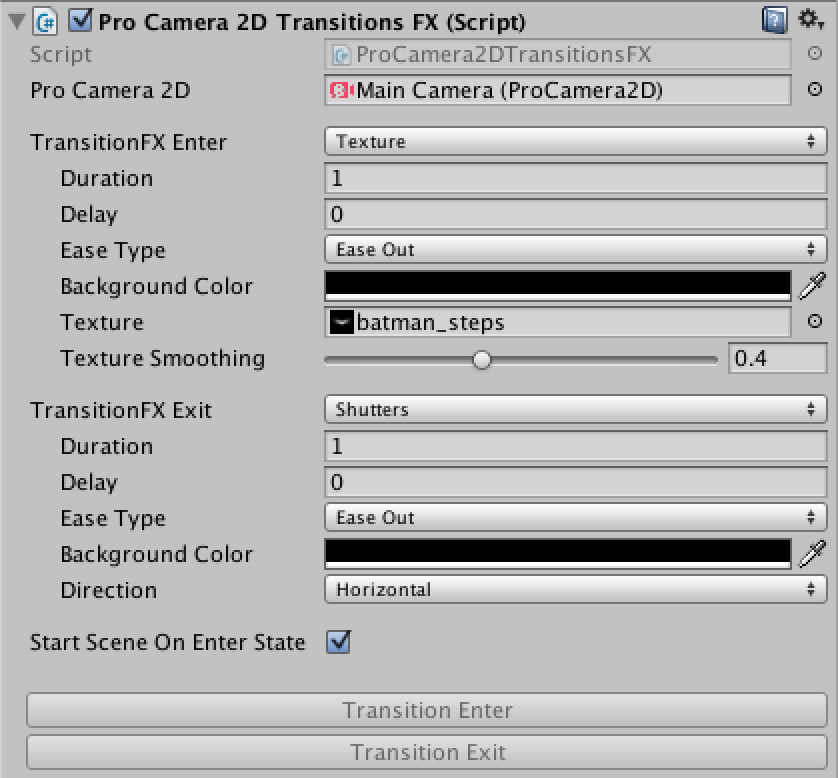 Pro Camera 2D Transitions FX (Script)
Script ProCamera2DTransitionsFX
Pro Camera 2D Main Camera (ProCamera2D)
TransitionFX Enter Texture
Duration 1
Delay 0
Ease Type Ease Out
Background Color
Texture batman_steps
Texture Smoothing 0.4
TransitionFX Exit Shutters
Duration 1
Delay 0
Ease Type Ease Out
Background Color
Direction Horizontal
Start Scene On Enter State
Transition Enter
Transition Exit